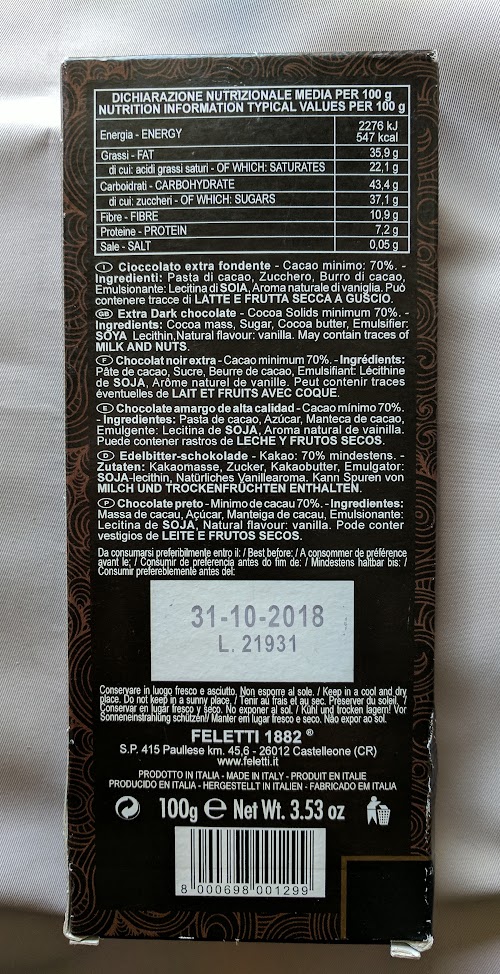 DICHIARAZIONE NUTRIZIONALE MEDIA PER 100 g
NUTRITION INFORMATION TYPICAL VALUES PER 100 g
Energia - ENERGY 2276 kJ
547 kcal
Grassi - FAT 35,9 g
di cui: acidi grassi saturi - OF WHICH: SATURATES 22,1 g
Carboidrati - CARBOHYDRATE 43,4 g
di cui: zuccheri - OF WHICH: SUGARS 37,1 g
Fibre - FIBRE 10,9 g
Proteine - PROTEIN 7,2 g
Sale - SALT 0,05 g
I Cioccolato extra fondente - Cacao minimo: 70%. -
Ingredienti: Pasta di cacao, Zucchero, Burro di cacao,
Emulsionante: Lecitina di SOIA, Aroma naturale di vaniglia. Può
contenere tracce di LATTE E FRUTTA SECCA A GUSCIO.
GB Extra Dark chocolate - Cocoa Solids minimum 70%. -
Ingredients: Cocoa mass, Sugar, Cocoa butter, Emulsifier:
SOYA Lecithin, Natural flavour: vanilla. May contain traces of
MILK AND NUTS.
F Chocolat noir extra - Cacao minimum 70%. - Ingrédients:
Pâte de cacao, Sucre, Beurre de cacao, Emulsifiant: Lécithine
de SOJA, Arôme naturel de vanille. Peut contenir traces
éventuelles de LAIT ET FRUITS AVEC COQUE.
E Chocolate amargo de alta calidad - Cacao mínimo 70%.
- Ingredientes: Pasta de cacao, Azúcar, Manteca de cacao,
Emulgente: Lecitina de SOJA, Aroma natural de vainilla.
Puede contener rastros de LECHE Y FRUTOS SECOS.
D Edelbitter-schokolade - Kakao: 70% mindestens. -
Zutaten: Kakaomasse, Zucker, Kakaobutter, Emulgator:
SOJA-lecithin, Natürliches Vanillearoma. Kann Spuren von
MILCH UND TROCKENFRÜCHTEN ENTHALTEN.
P Chocolate preto - Minimo de cacau 70%. - Ingredientes:
Massa de cacau, Açúcar, Manteiga de cacau, Emulsionante:
Lecitina de SOJA, Natural flavour: vanilla. Pode conter
vestigios de LEITE E FRUTOS SECOS.
Da consumarsi preferibilmente entro il: / Best before: / A consommer de préférence
avant le: / Consumir de preferencia antes do fim de: / Mindestens haltbar bis: /
Consumir preferentemente antes del:
31-10-2018
L. 21931
Conservare in luogo fresco e asciutto. Non esporre al sole. / Keep in a cool and dry
place. Do not keep in a sunny place. / Tenir au frais et au sec. Préserver du soleil. /
Conservar en lugar fresco y seco. No exponer al sol. / Kühl und trocken lagern! Vor
Sonneneinstrahlung schützen!/ Manter em lugar fresco e seco. Não expor ao sol.
FELETTI 1882 ®
S.P. 415 Paullese km. 45,6 - 26012 Castelleone (CR)
www.feletti.it
PRODOTTO IN ITALIA - MADE IN ITALY - PRODUIT EN ITALIE
PRODUCIDO EN ITALIA - HERGESTELLT IN ITALIEN - FABRICADO EM ITALIA
100g e Net Wt. 3.53 oz
8 000698 001299